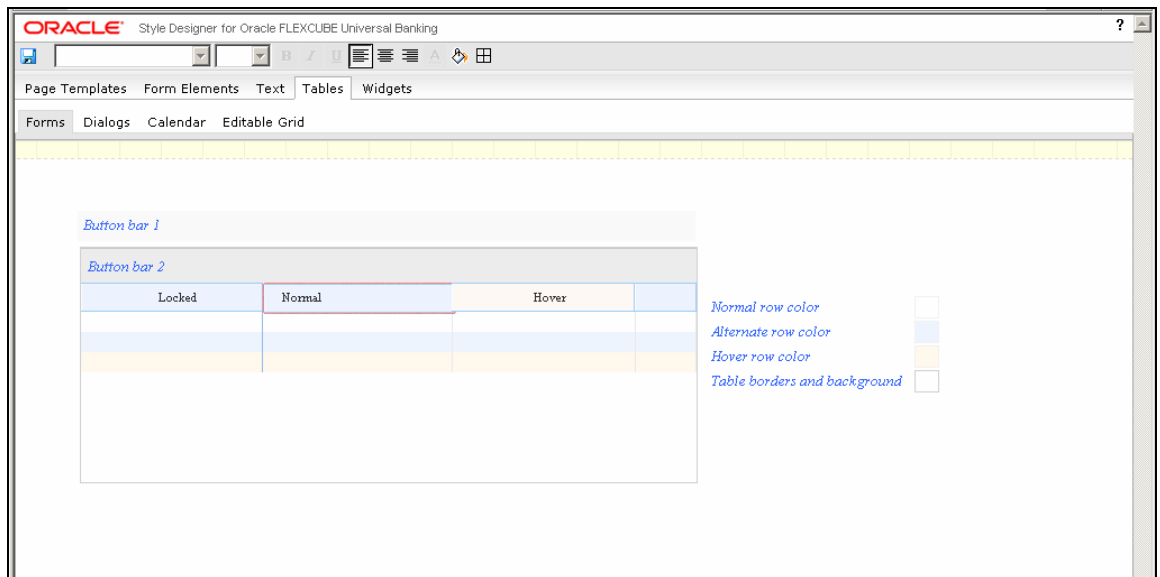 ORACLE Style Designer for Oracle FLEXCUBE Universal Banking ?
B I U A
Page Templates Form Elements Text Tables Widgets
Forms Dialogs Calendar Editable Grid
Button bar 1
Button bar 2
Locked Normal Hover
Normal row color
Alternate row color
Hover row color
Table borders and background